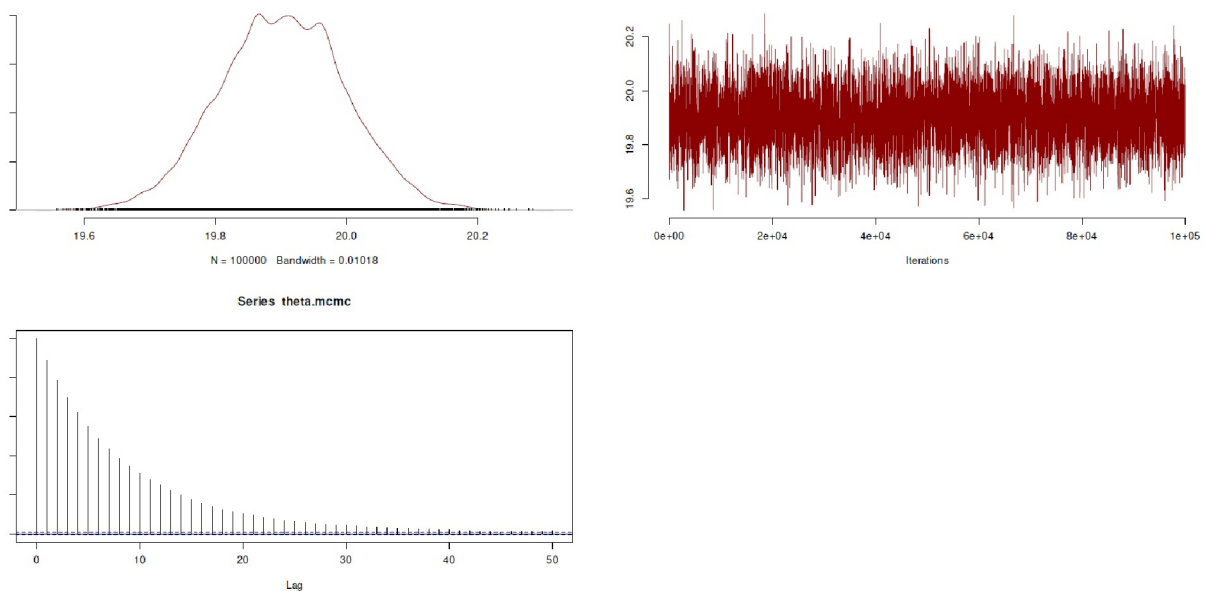 19.6 19.8 20.0 20.2
N = 100000 Bandwidth = 0.01018
20.2
20.0
19.8
19.6
0e+00 2e+04 4e+04 6e+04 8e+04 1e+05
Iterations
Series theta.mcmc
0 10 20 30 40 50
Lag